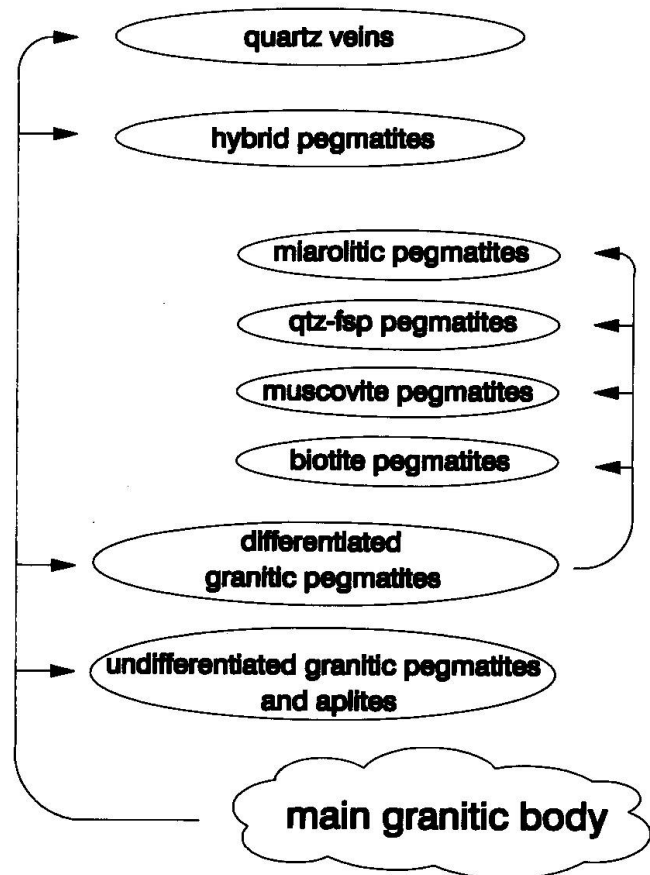 quartz veins
hybrid pegmatites
miarolitic pegmatites
qtz-fsp pegmatites
muscovite pegmatites
biotite pegmatites
differentiated
granitic pegmatites
undifferentiated granitic pegmatites
and aplites
main granitic body